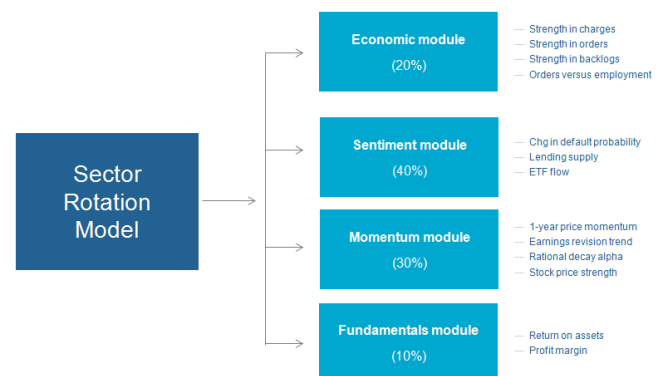 Sector
Rotation
Model
Economic module
(20%)
Strength in charges
Strength in orders
Strength in backlogs
Orders versus employment
Sentiment module
(40%)
Chg in default probability
Lending supply
ETF flow
Momentum module
(30%)
1-year price momentum
Earnings revision trend
Rational decay alpha
Stock price strength
Fundamentals module
(10%)
Return on assets
Profit margin